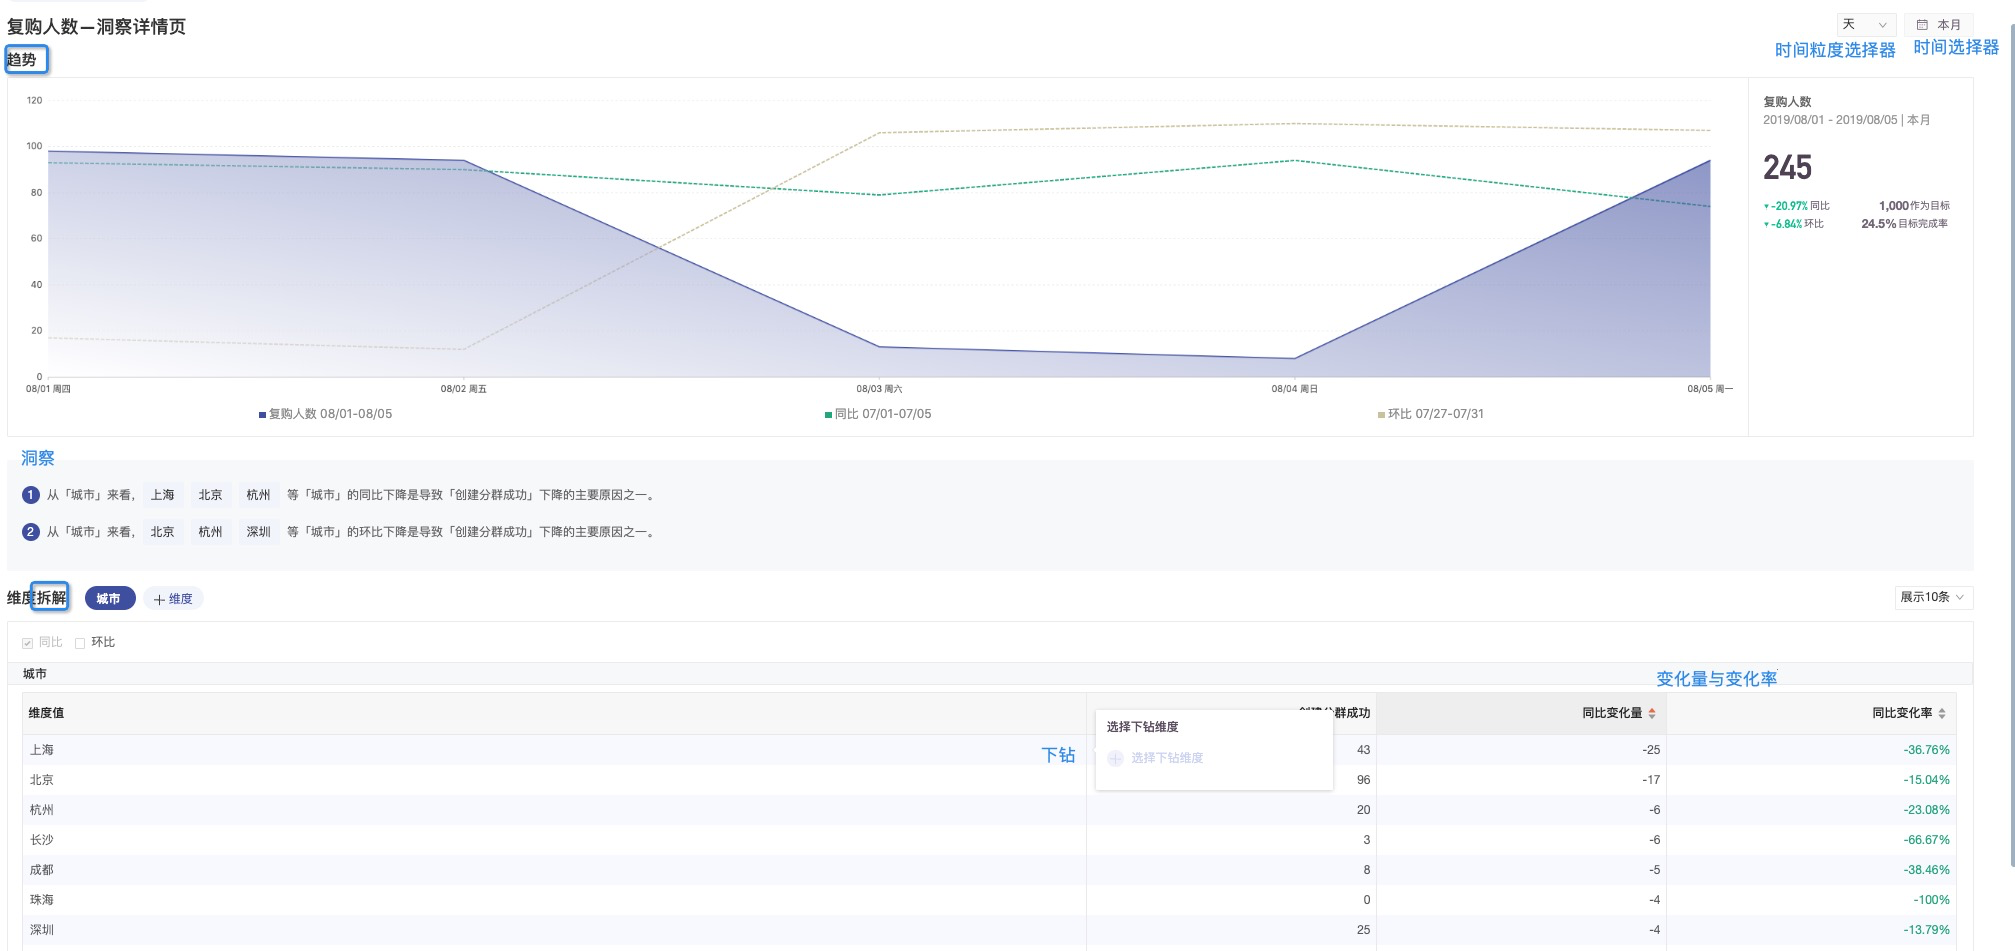 复购人数—洞察详情页
天
本月
趋势
时间粒度选择器
时间选择器
120
100
80
60
40
20
0
08/01 周四
08/02 周五
08/03 周六
08/04 周日
08/05 周一
复购人数 08/01-08/05
同比 07/01-07/05
环比 07/27-07/31
复购人数
2019/08/01 - 2019/08/05 | 本月
245
-20.97% 同比
1,000作为目标
-6.84% 环比
24.5% 目标完成率
洞察
1 从「城市」来看， 上海 北京 杭州 等「城市」的同比下降是导致「创建分群成功」下降的主要原因之一。
2 从「城市」来看， 北京 杭州 深圳 等「城市」的环比下降是导致「创建分群成功」下降的主要原因之一。
维度拆解 城市 + 维度
展示10条
同比 环比
城市
变化量与变化率
维度值 群成功 同比变化量 同比变化率
选择下钻维度
选择下钻维度
下钻
上海 43 -25 -36.76%
北京 96 -17 -15.04%
杭州 20 -6 -23.08%
长沙 3 -6 -66.67%
成都 8 -5 -38.46%
珠海 0 -4 -100%
深圳 25 -4 -13.79%